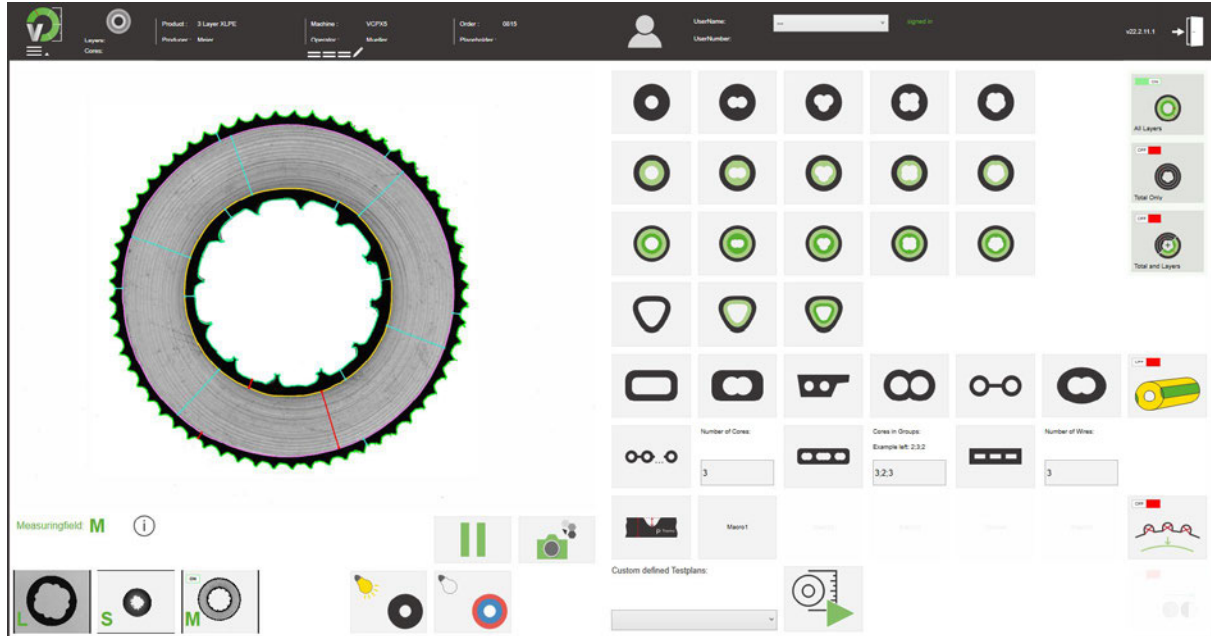 Layers:
Cores:
Product : 3 Layer XLPE
Producer : Meier
Machine : VCPX5
Operator : Mueller
Order : 0015
Placeholder :
UserName:
UserNumber:
---
signed in
v22.2.11.1
ON
All Layers
OFF
Total Only
OFF
Total and Layers
OFF
Number of Cores:
3
Cores in Groups:
Example left: 2;3;2
3;2;3
Number of Wires:
3
Macro1
OFF
Measuringfield: M
i
L
S
ON
M
Custom defined Testplans: